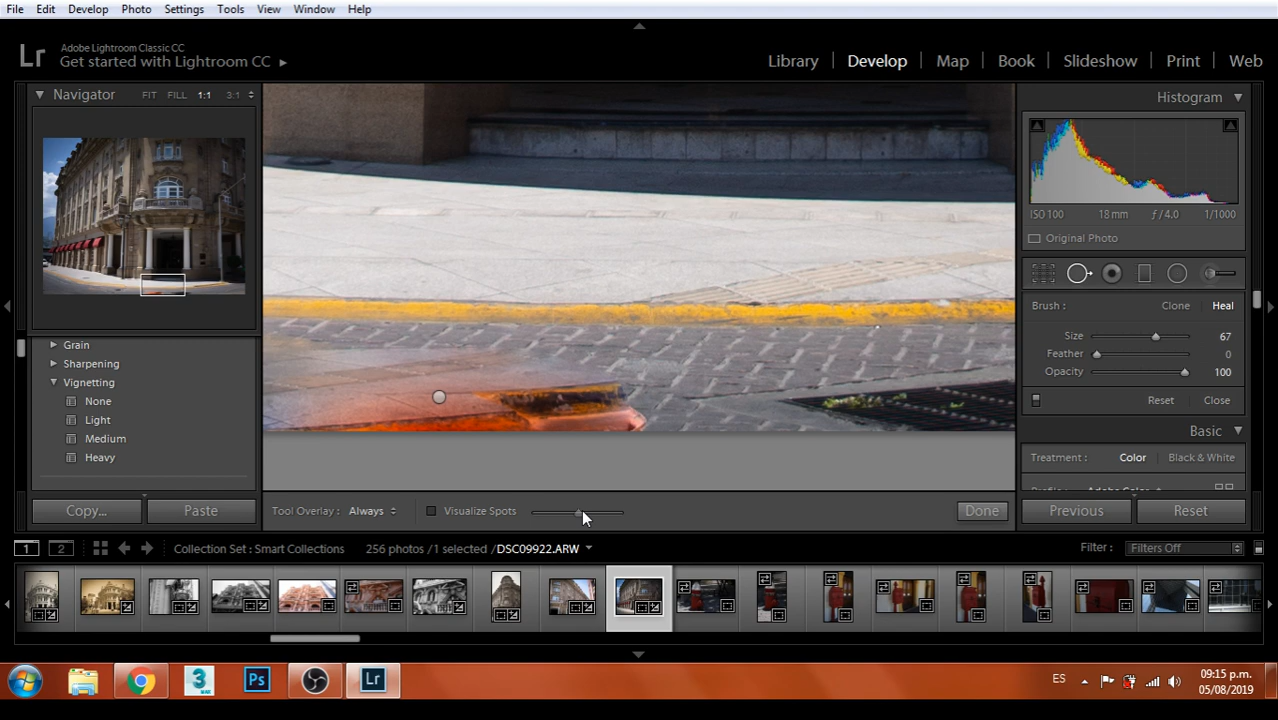 File Edit Develop Photo Settings Tools View Window Help
Lr
Adobe Lightroom Classic CC
Get started with Lightroom CC
Library Develop Map Book Slideshow Print Web
Navigator FIT FILL 1:1 3:1
Histogram
ISO 100 18mm ƒ/4.0 1/1000
Original Photo
Brush : Clone Heal
Size 67
Feather 0
Opacity 100
Reset Close
Basic
Treatment : Color Black & White
Grain
Sharpening
Vignetting
None
Light
Medium
Heavy
Copy... Paste
Tool Overlay : Always Visualize Spots Done
Previous Reset
1 2 Collection Set : Smart Collections 256 photos /1 selected /DSC09922.ARW
Filter : Filters Off
3
Ps
Lr
ES
09:15 p.m.
05/08/2019